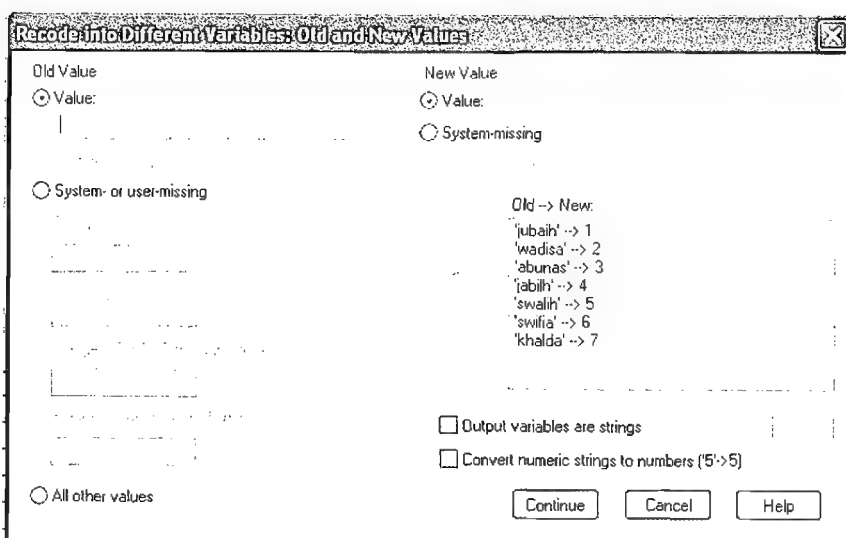 Recode into Different Variables: Old and New Values
Old Value
Value:
System- or user-missing
All other values
New Value
Value:
System-missing
Old --> New:
'jubaih' --> 1
'wadisa' --> 2
'abunas' --> 3
'jabilh' --> 4
'swalih' --> 5
'swifia' --> 6
'khalda' --> 7
Output variables are strings
Convert numeric strings to numbers ('5'->5)
Continue
Cancel
Help